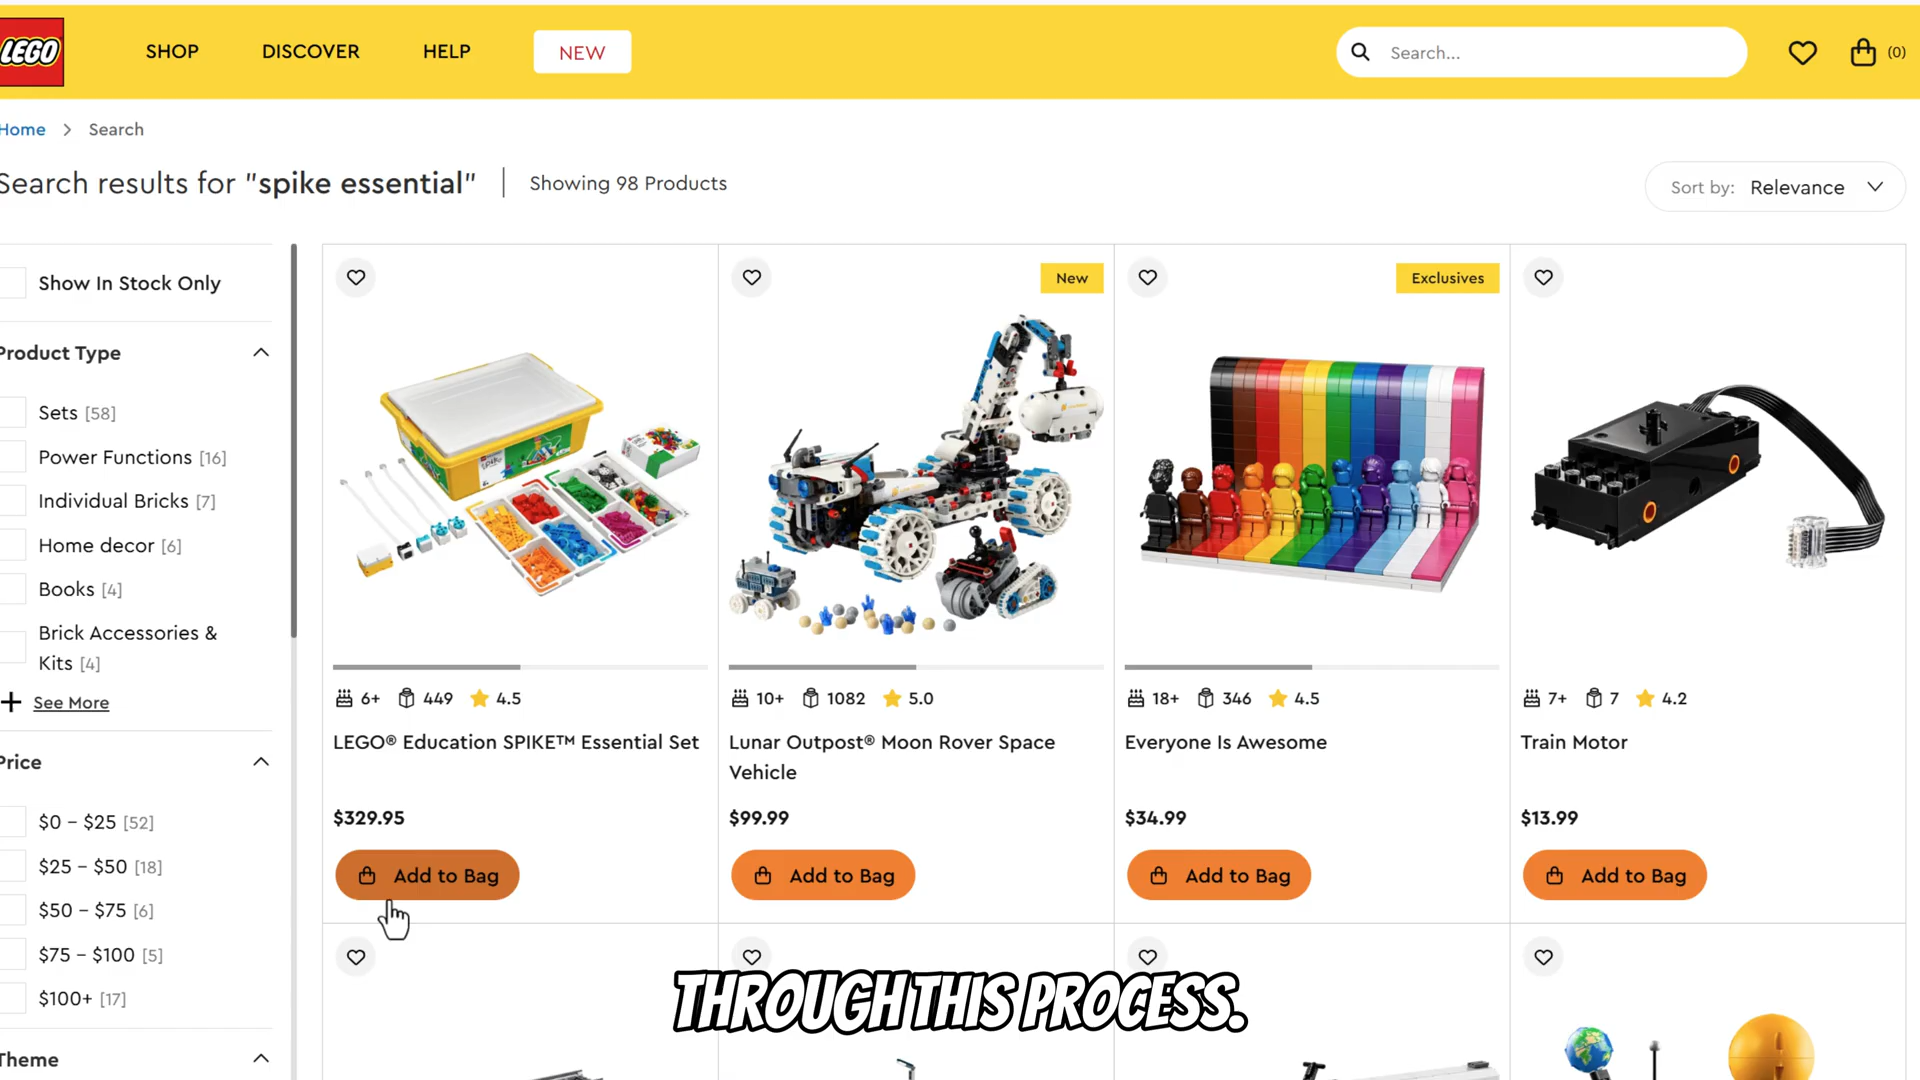 LEGO
SHOP
DISCOVER
HELP
NEW
Search...
(0)
Home
Search
Search results for "spike essential"
Showing 98 Products
Sort by: Relevance
Show In Stock Only
Product Type
Sets [58]
Power Functions [16]
Individual Bricks [7]
Home decor [6]
Books [4]
Brick Accessories &
Kits [4]
See More
Price
$0 – $25 [52]
$25 – $50 [18]
$50 – $75 [6]
$75 – $100 [5]
$100+ [17]
Theme
6+ 449 4.5
LEGO® Education SPIKE™ Essential Set
$329.95
Add to Bag
New
10+ 1082 5.0
Lunar Outpost® Moon Rover Space
Vehicle
$99.99
Add to Bag
Exclusives
18+ 346 4.5
Everyone Is Awesome
$34.99
Add to Bag
7+ 7 4.2
Train Motor
$13.99
Add to Bag
THROUGH THIS PROCESS.